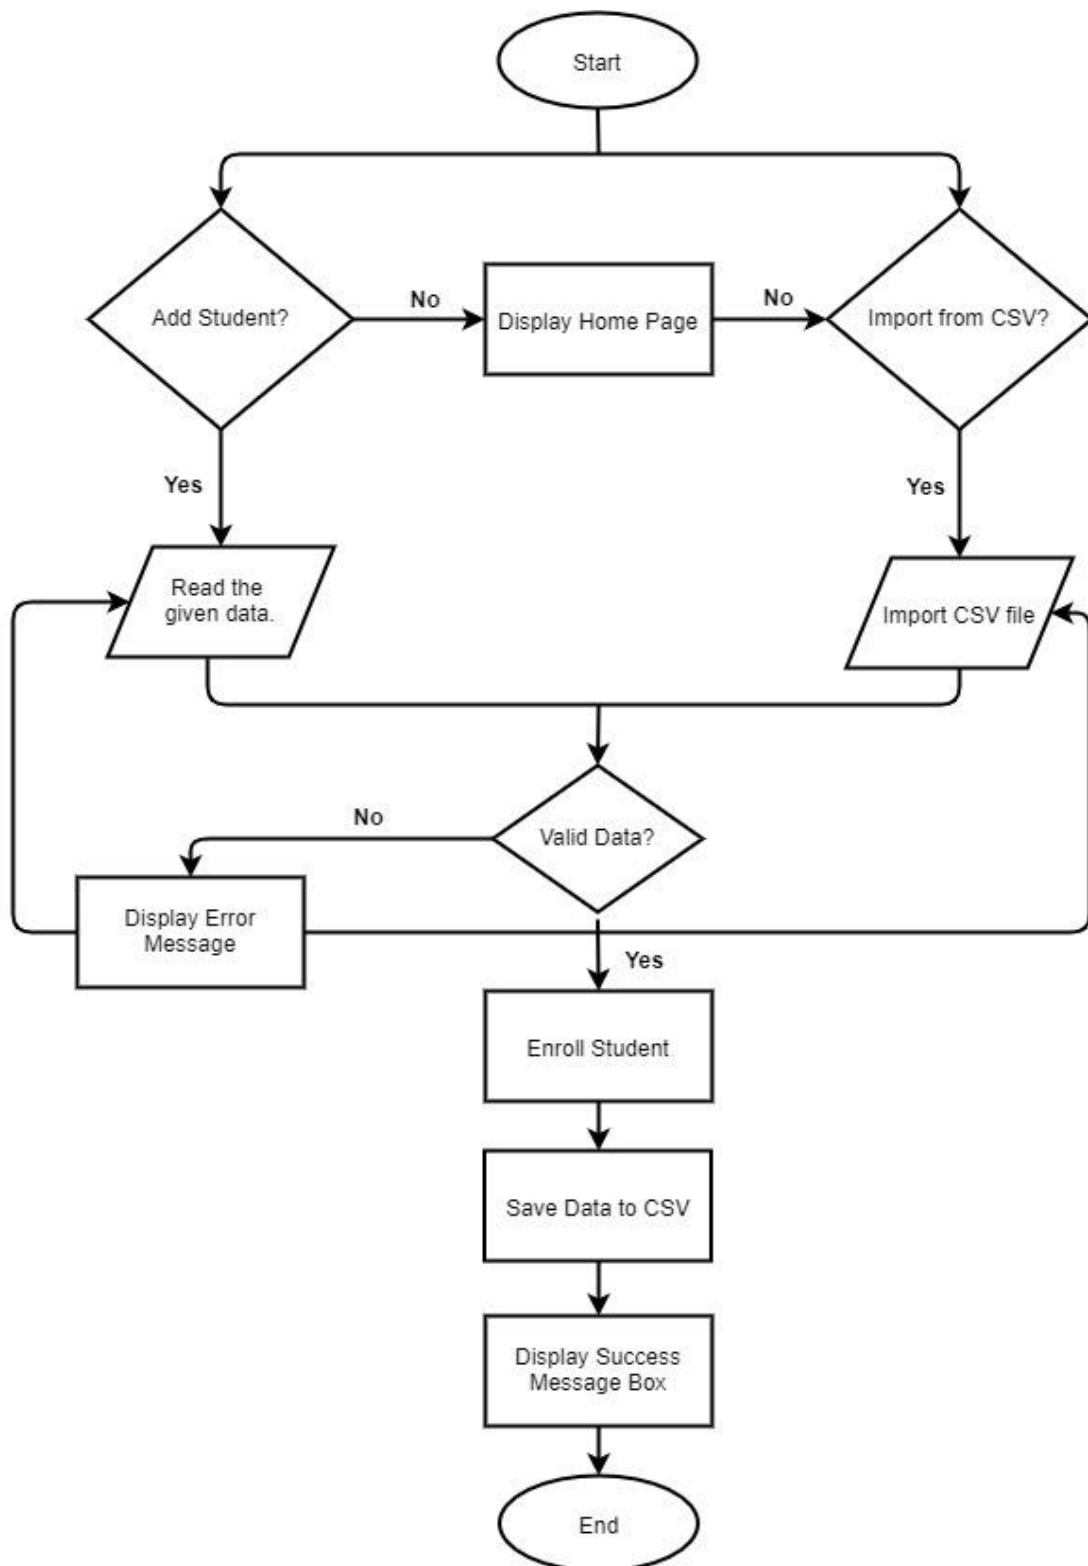 Start
Add Student?
No
Display Home Page
No
Import from CSV?
Yes
Yes
Read the
given data.
Import CSV file
No
Valid Data?
Display Error
Message
Yes
Enroll Student
Save Data to CSV
Display Success
Message Box
End